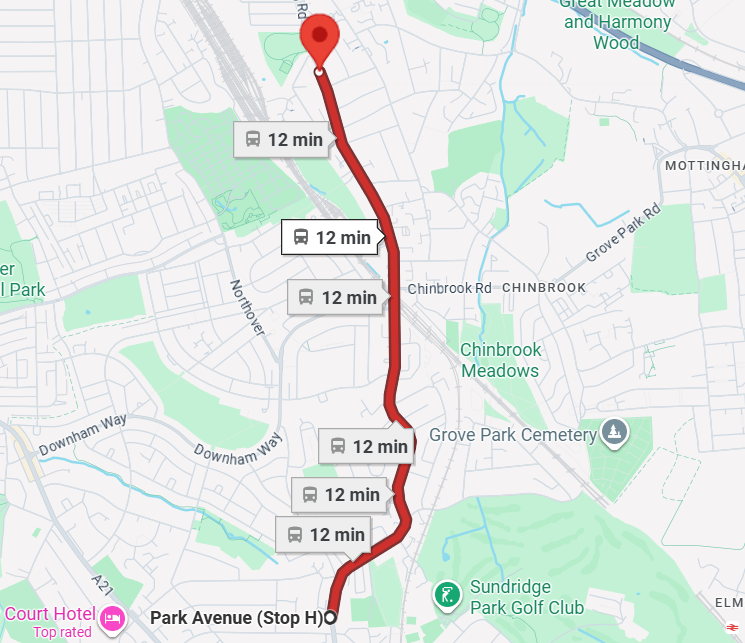 Great Meadow
and Harmony
Wood
Rd
12 min
MOTTINGHA
Grove Park Rd
12 min
er
l Park
12 min
Chinbrook Rd
CHINBROOK
Northover
Chinbrook
Meadows
Downham Way
Downham Way
12 min
Grove Park Cemetery
12 min
12 min
A21
Sundridge
Park Golf Club
Court Hotel
Top rated
Park Avenue (Stop H)
ELM